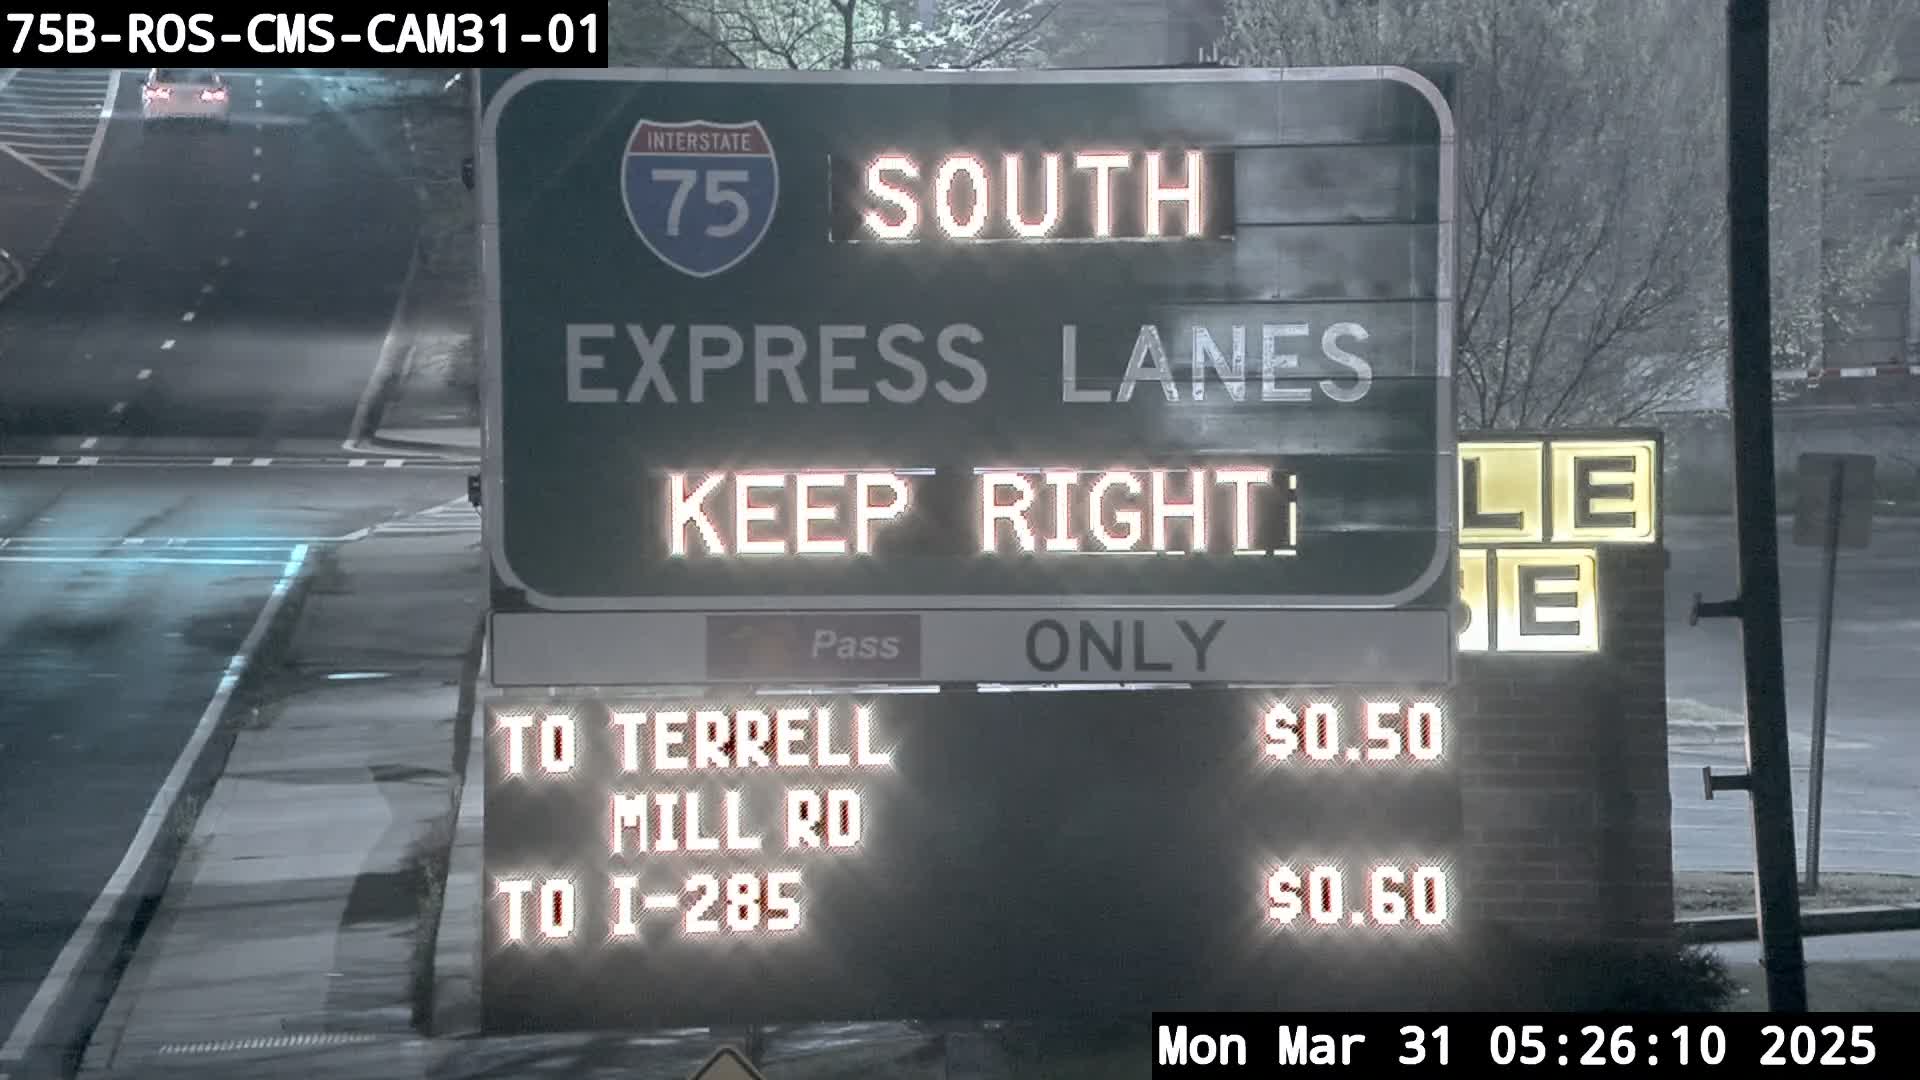 75B-ROS-CMS-CAM31-01
INTERSTATE
75
SOUTH
EXPRESS LANES
KEEP RIGHT
Pass ONLY
TO TERRELL $0.50
MILL RD
TO I-285 $0.60
LE
E
Mon Mar 31 05:26:10 2025